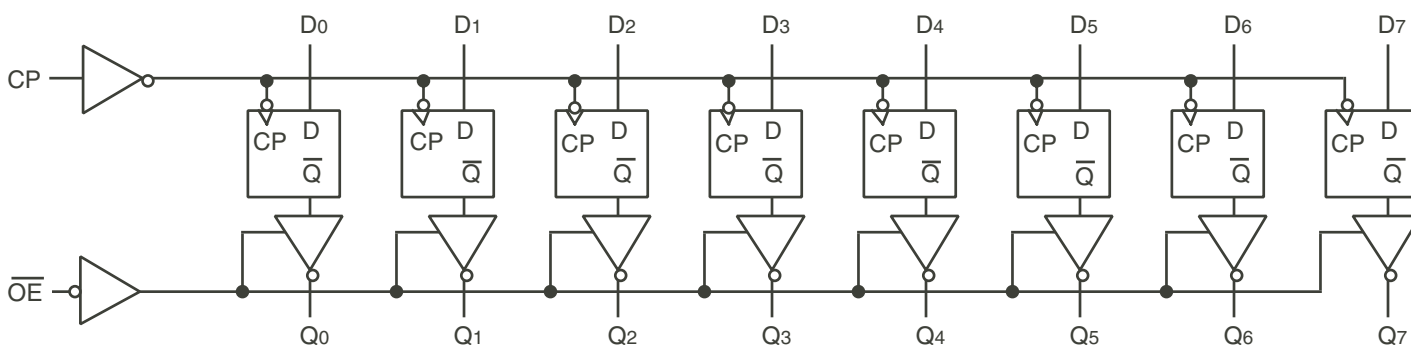 D0 D1 D2 D3 D4 D5 D6 D7
CP
CP D CP D CP D CP D CP D CP D CP D CP D
Q̅ Q̅ Q̅ Q̅ Q̅ Q̅ Q̅ Q̅
O̅E̅
Q0 Q1 Q2 Q3 Q4 Q5 Q6 Q7